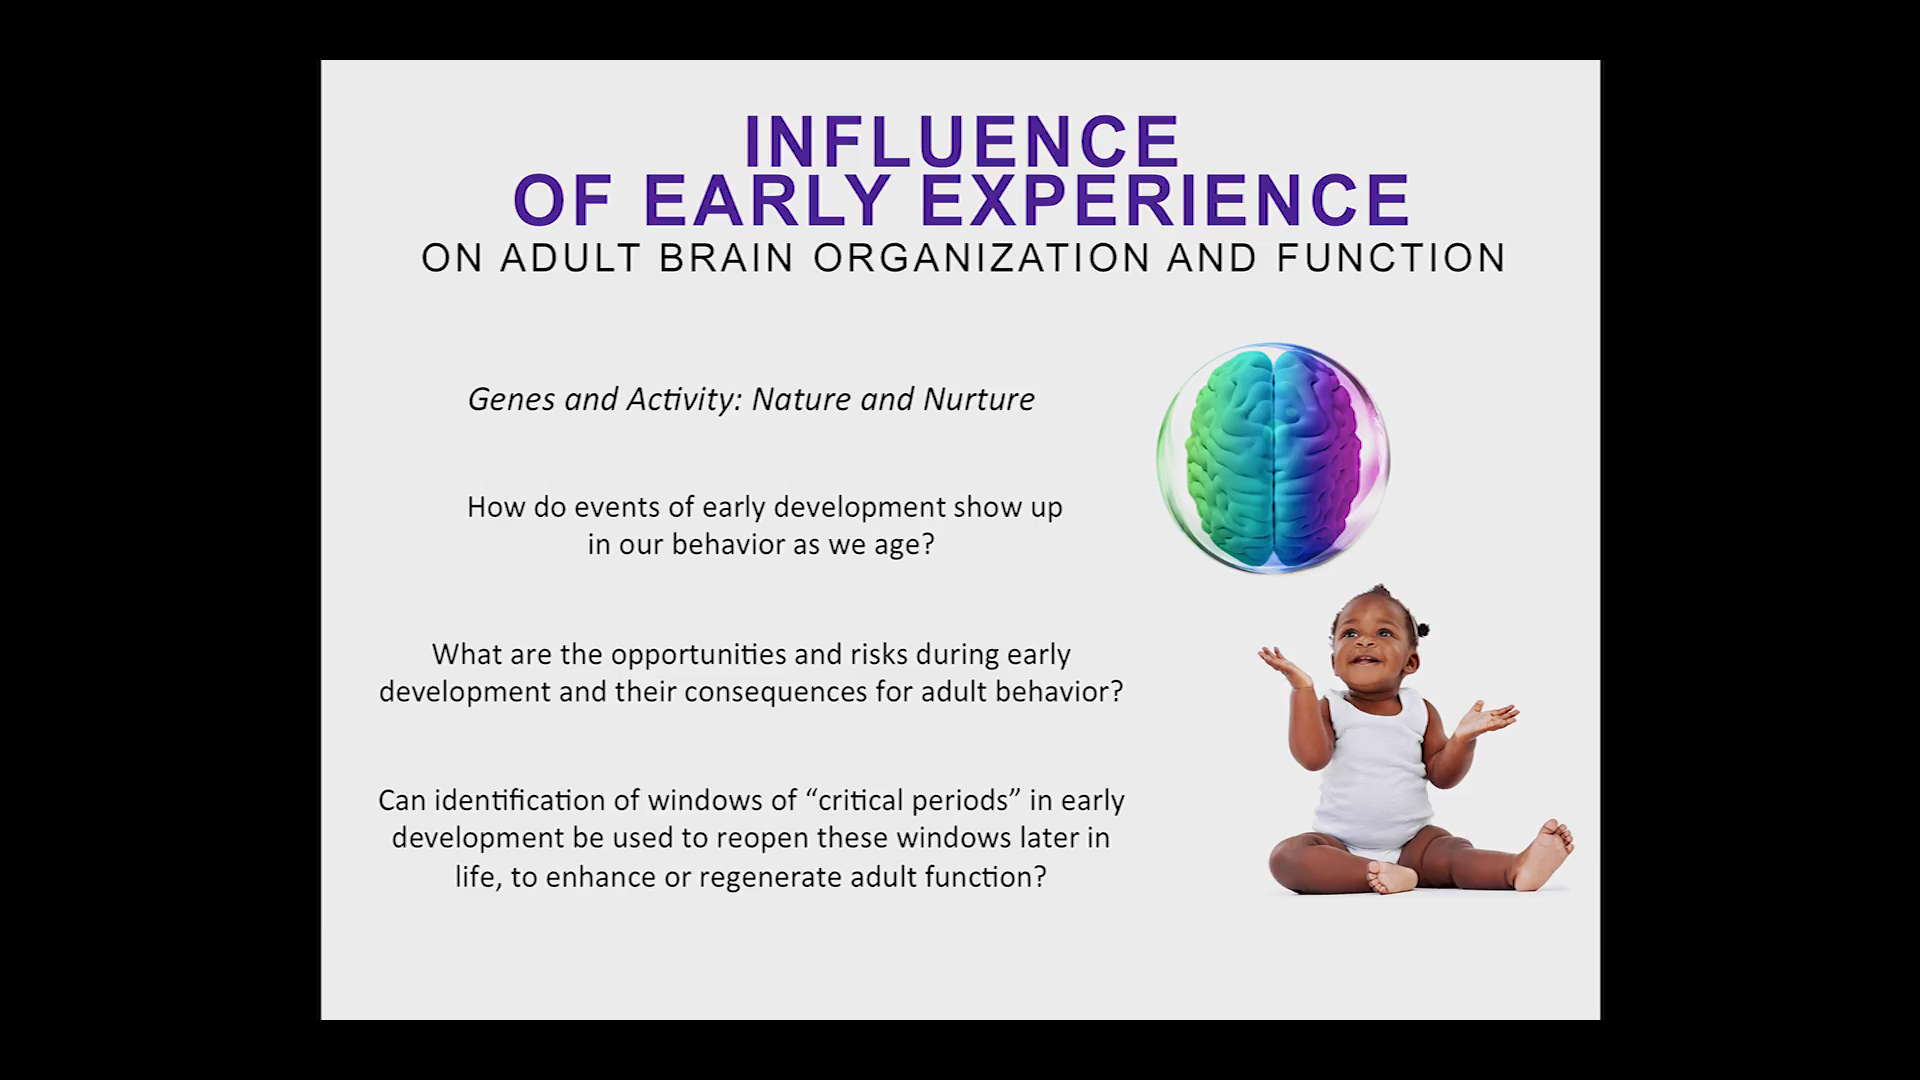 INFLUENCE
OF EARLY EXPERIENCE
ON ADULT BRAIN ORGANIZATION AND FUNCTION
Genes and Activity: Nature and Nurture
How do events of early development show up
in our behavior as we age?
What are the opportunities and risks during early
development and their consequences for adult behavior?
Can identification of windows of “critical periods” in early
development be used to reopen these windows later in
life, to enhance or regenerate adult function?